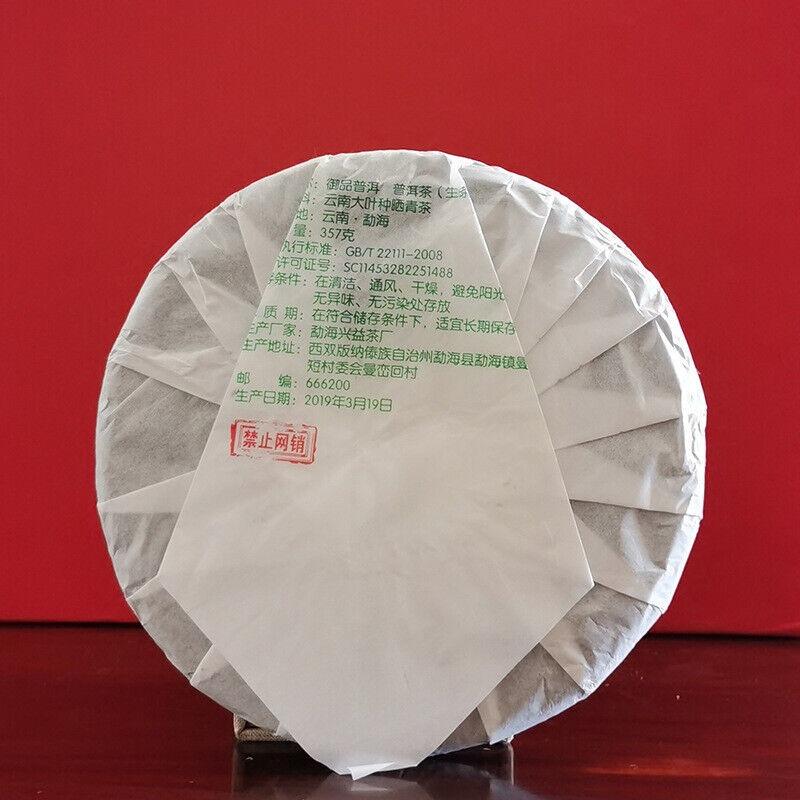 ：御品普洱 普洱茶（生茶
料：云南大叶种晒青茶
地：云南·勐海
量：357克
执行标准：GB/T 22111-2008
许可证号：SC11453282251488
存条件：在清洁、通风、干燥，避免阳光
无异味、无污染处存放
质期：在符合储存条件下，适宜长期保存
生产厂家：勐海兴益茶厂
生产地址：西双版纳傣族自治州勐海县勐海镇曼
短村委会曼峦回村
邮编：666200
生产日期：2019年3月19日
禁止网销